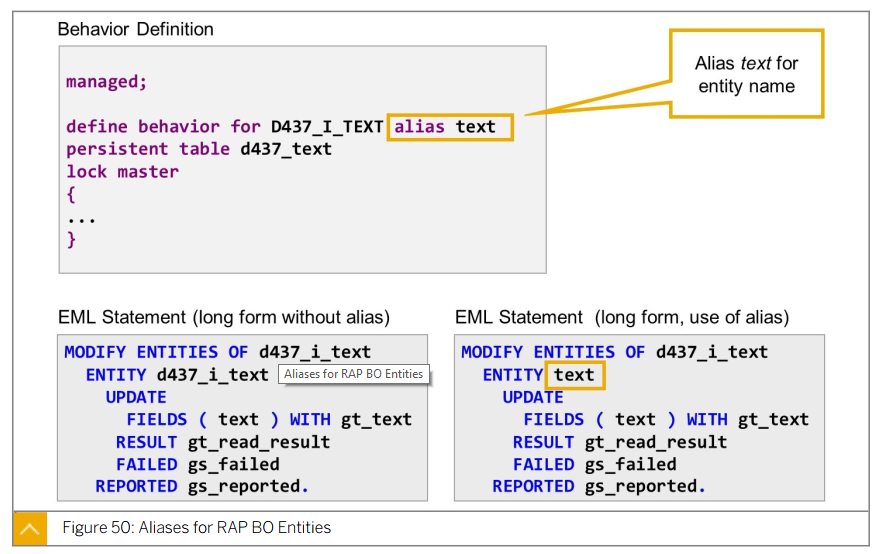 Behavior Definition
Alias text for
entity name
managed;
define behavior for D437_I_TEXT alias text
persistent table d437_text
lock master
{
...
}
EML Statement (long form without alias)
MODIFY ENTITIES OF d437_i_text
ENTITY d437_i_text
Aliases for RAP BO Entities
UPDATE
FIELDS ( text ) WITH gt_text
RESULT gt_read_result
FAILED gs_failed
REPORTED gs_reported.
EML Statement (long form, use of alias)
MODIFY ENTITIES OF d437_i_text
ENTITY text
UPDATE
FIELDS ( text ) WITH gt_text
RESULT gt_read_result
FAILED gs_failed
REPORTED gs_reported.
Figure 50: Aliases for RAP BO Entities